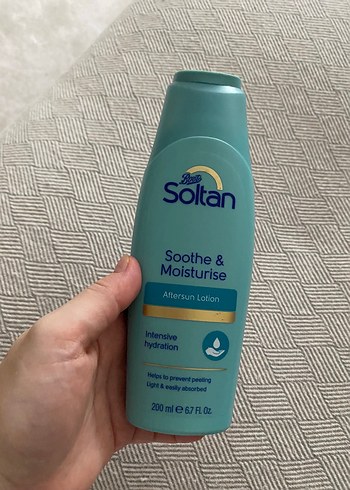 Boots
Soltan
Soothe &
Moisturise
Aftersun Lotion
Intensive
hydration
Helps to prevent peeling
Light & easily absorbed
200 ml ℮ 6.7 Fl. Oz.